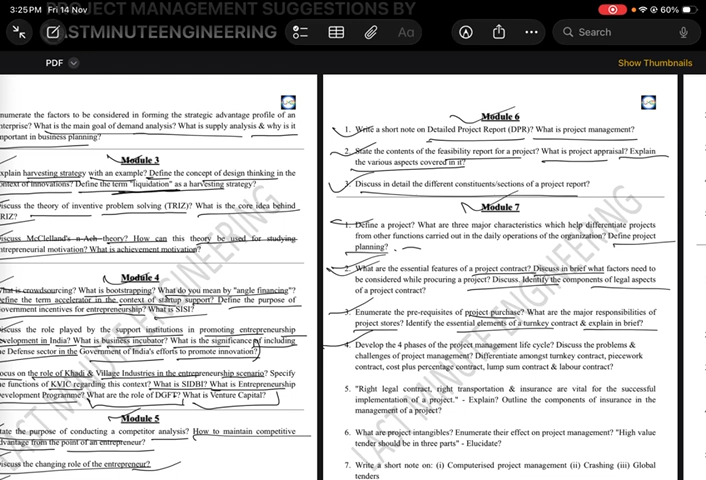 3:25 PM Fri 14 Nov
60%
PROJECT MANAGEMENT SUGGESTIONS BY
LASTMINUTEENGINEERING
Aa
Search
PDF
Show Thumbnails
numerate the factors to be considered in forming the strategic advantage profile of an
terprise? What is the main goal of demand analysis? What is supply analysis & why is it
mportant in business planning?
Module 3
xplain harvesting strategy with an example? Define the concept of design thinking in the
ontext of innovations? Define the term "liquidation" as a harvesting strategy?
iscuss the theory of inventive problem solving (TRIZ)? What is the core idea behind
RIZ?
iscuss McClelland's n-Ach theory? How can this theory be used for studying
ntrepreneurial motivation? What is achievement motivation?
Module 4
What is crowdsourcing? What is bootstrapping? What do you mean by "angle financing"?
efine the term accelerator in the context of startup support? Define the purpose of
overnment incentives for entrepreneurship? What is SISI?
iscuss the role played by the support institutions in promoting entrepreneurship
evelopment in India? What is business incubator? What is the significance of including
he Defense sector in the Government of India's efforts to promote innovation?
ocus on the role of Khadi & Village Industries in the entrepreneurship scenario? Specify
he functions of KVIC regarding this context? What is SIDBI? What is Entrepreneurship
evelopment Programme? What are the role of DGFT? What is Venture Capital?
Module 5
tate the purpose of conducting a competitor analysis? How to maintain competitive
dvantage from the point of an entrepreneur?
iscuss the changing role of the entrepreneur?
Module 6
1. Write a short note on Detailed Project Report (DPR)? What is project management?
2. State the contents of the feasibility report for a project? What is project appraisal? Explain
the various aspects covered in it?
3. Discuss in detail the different constituents/sections of a project report?
Module 7
1. Define a project? What are three major characteristics which help differentiate projects
from other functions carried out in the daily operations of the organization? Define project
planning?
2. What are the essential features of a project contract? Discuss in brief what factors need to
be considered while procuring a project? Discuss. Identify the components of legal aspects
of a project contract?
3. Enumerate the pre-requisites of project purchase? What are the major responsibilities of
project stores? Identify the essential elements of a turnkey contract & explain in brief?
4. Develop the 4 phases of the project management life cycle? Discuss the problems &
challenges of project management? Differentiate amongst turnkey contract, piecework
contract, cost plus percentage contract, lump sum contract & labour contract?
5. "Right legal contract, right transportation & insurance are vital for the successful
implementation of a project." - Explain? Outline the components of insurance in the
management of a project?
6. What are project intangibles? Enumerate their effect on project management? "High value
tender should be in three parts" - Elucidate?
7. Write a short note on: (i) Computerised project management (ii) Crashing (iii) Global
tenders
LAST MINUTE ENGINEERING